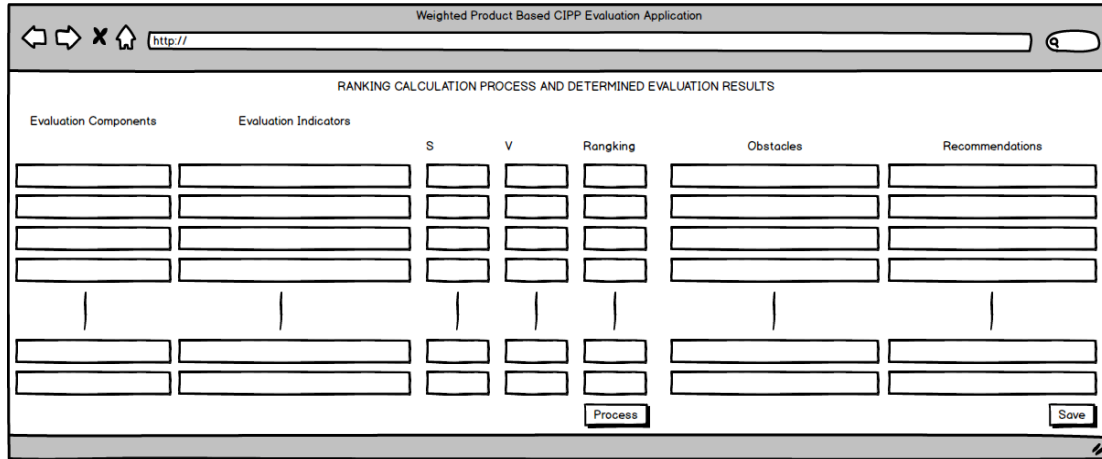 Weighted Product Based CIPP Evaluation Application
http://
RANKING CALCULATION PROCESS AND DETERMINED EVALUATION RESULTS
Evaluation Components Evaluation Indicators
S V Rangking Obstacles Recommendations
Process Save